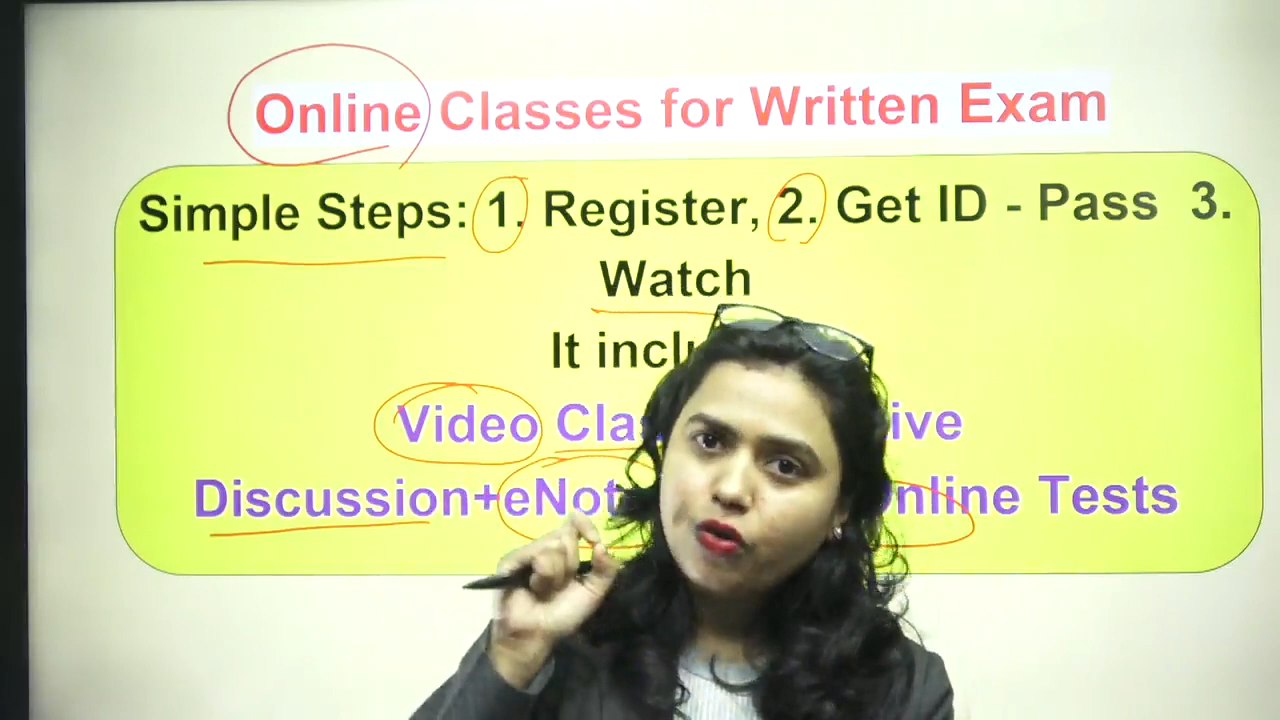 Online Classes for Written Exam
Simple Steps: 1. Register, 2. Get ID - Pass 3.
Watch
It
Video
Discussion+ Tests